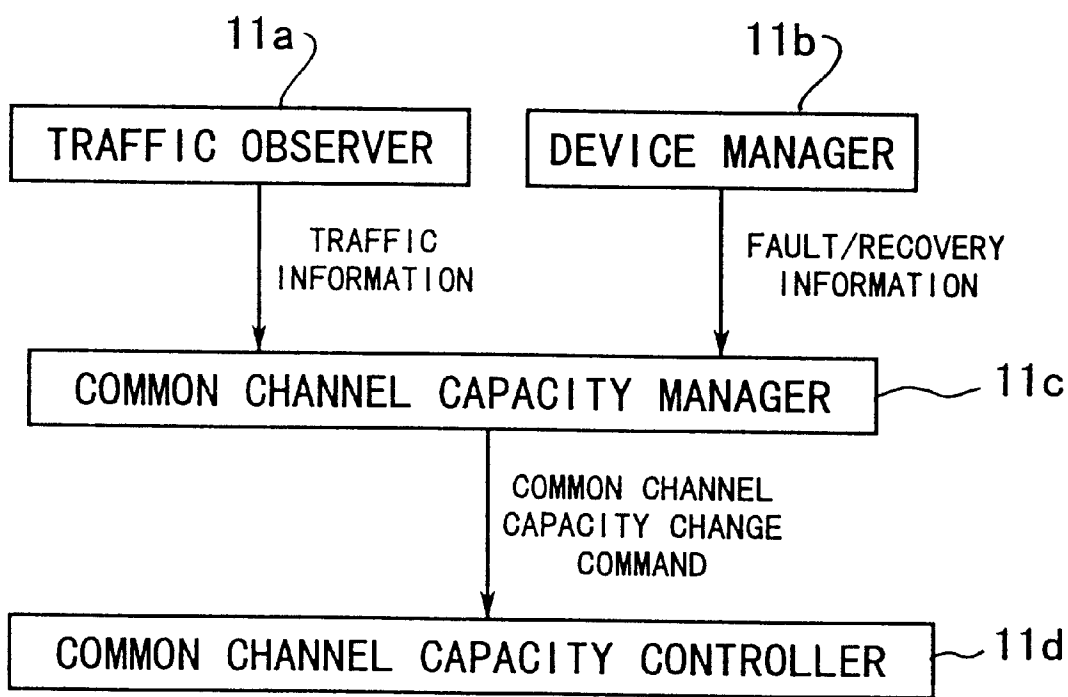 11a
11b
TRAFFIC OBSERVER
DEVICE MANAGER
TRAFFIC
INFORMATION
FAULT/RECOVERY
INFORMATION
COMMON CHANNEL CAPACITY MANAGER
11c
COMMON CHANNEL
CAPACITY CHANGE
COMMAND
COMMON CHANNEL CAPACITY CONTROLLER
11d